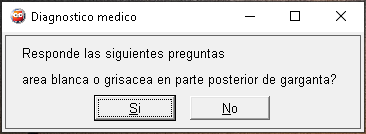 Diagnostico medico
Responde las siguientes preguntas
area blanca o grisacea en parte posterior de garganta?
Si No